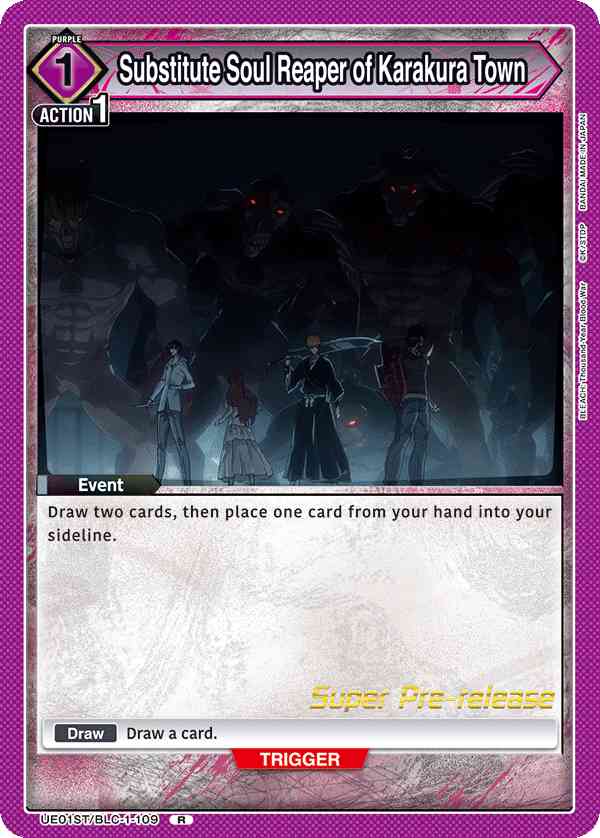 PURPLE
1
Substitute Soul Reaper of Karakura Town
ACTION 1
BANDAI MADE IN JAPAN
©K/STDP
BLEACH: Thousand-Year Blood War
Event
Draw two cards, then place one card from your hand into your
sideline.
Super Pre-release
Draw Draw a card.
TRIGGER
UE01ST/BLC-1-109 R